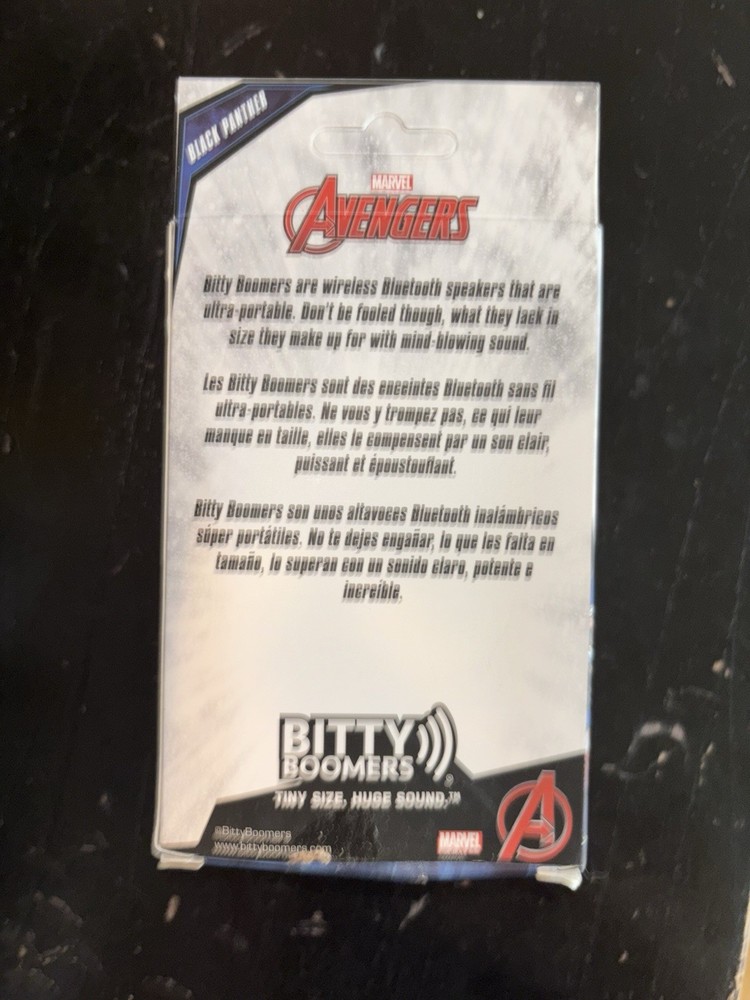 BLACK PANTHER
MARVEL
AVENGERS
Bitty Boomers are wireless Bluetooth speakers that are
ultra-portable. Don't be fooled though, what they lack in
size they make up for with mind-blowing sound.
Les Bitty Boomers sont des enceintes Bluetooth sans fil
ultra-portables. Ne vous y trompez pas, ce qui leur
manque en taille, elles le compensent par un son clair,
puissant et époustouflant.
Bitty Boomers son unos altavoces Bluetooth inalámbricos
súper portátiles. No te dejes engañar, lo que les falta en
tamaño, lo superan con un sonido claro, potente e
increíble.
BITTY
BOOMERS®
TINY SIZE, HUGE SOUND.™
@BittyBoomers
www.bittyboomers.com
MARVEL
A